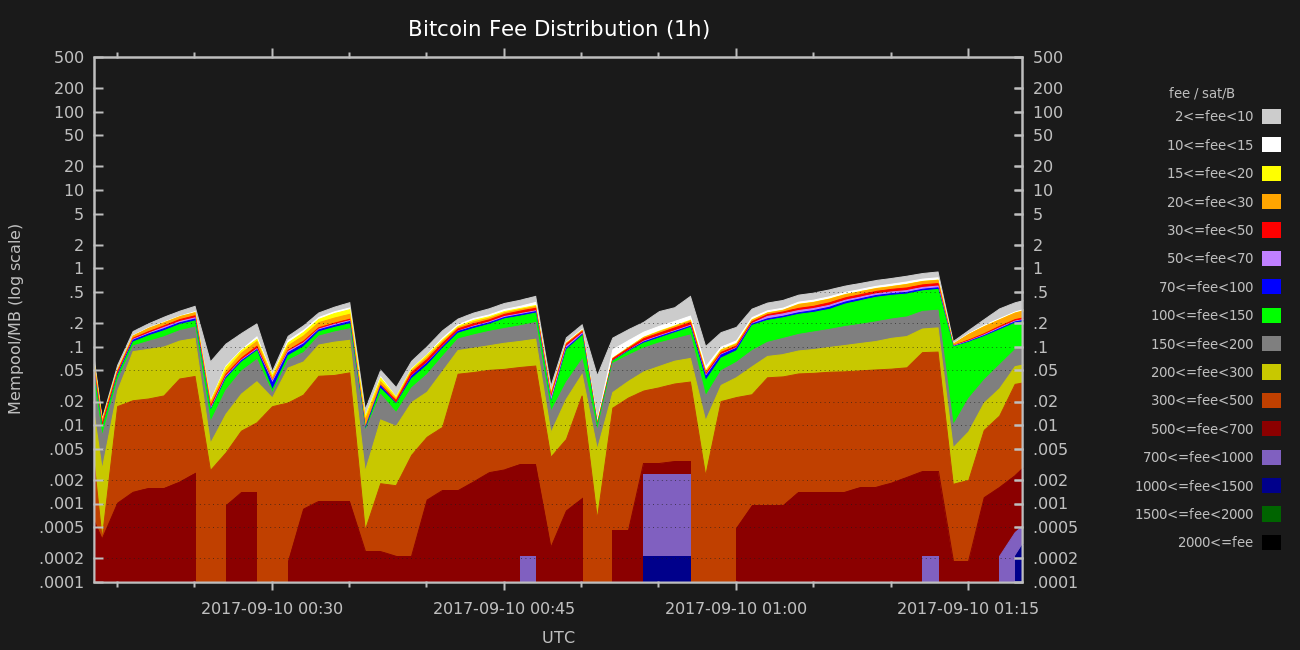 Bitcoin Fee Distribution (1h)
Mempool/MB (log scale)
500
200
100
50
20
10
5
2
1
.5
.2
.1
.05
.02
.01
.005
.002
.001
.0005
.0002
.0001
500
200
100
50
20
10
5
2
1
.5
.2
.1
.05
.02
.01
.005
.002
.001
.0005
.0002
.0001
2017-09-10 00:30
2017-09-10 00:45
2017-09-10 01:00
2017-09-10 01:15
UTC
fee / sat/B
2<=fee<10
10<=fee<15
15<=fee<20
20<=fee<30
30<=fee<50
50<=fee<70
70<=fee<100
100<=fee<150
150<=fee<200
200<=fee<300
300<=fee<500
500<=fee<700
700<=fee<1000
1000<=fee<1500
1500<=fee<2000
2000<=fee